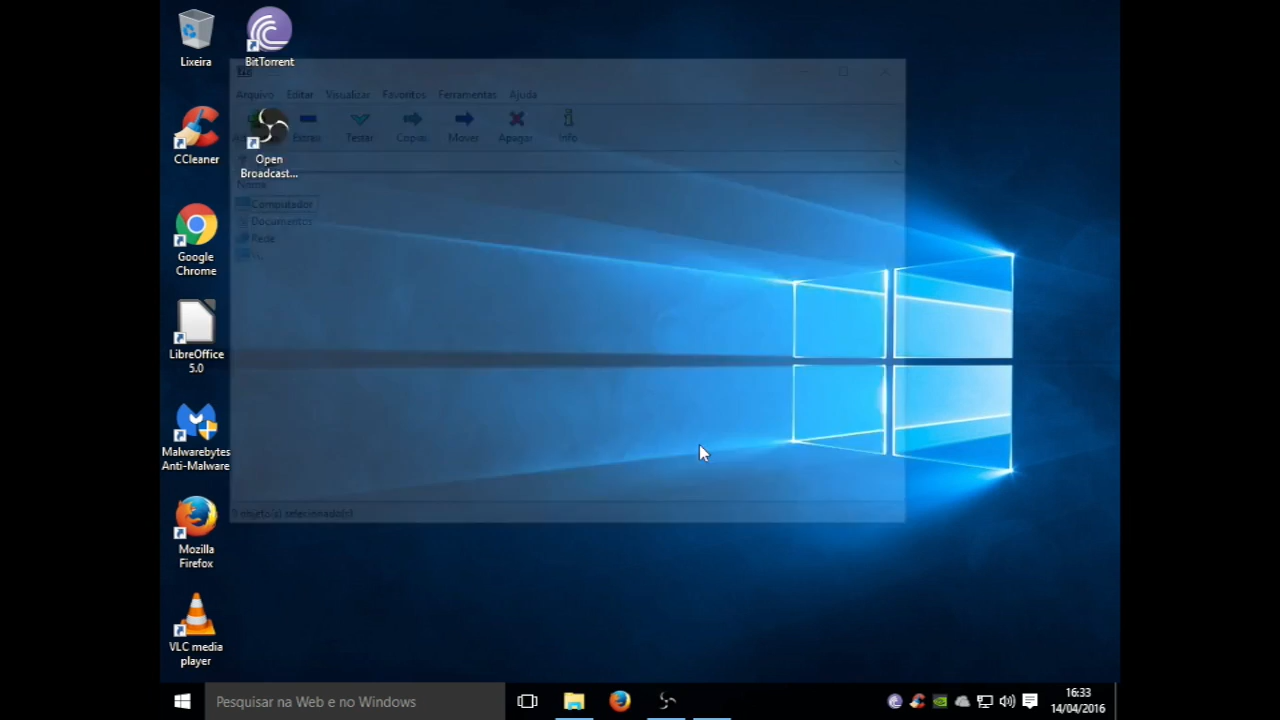 Lixeira
BitTorrent
Arquivo Editar Visualizar Favoritos Ferramentas Ajuda
Extrair Testar Copiar Mover Apagar Info
CCleaner
Open
Broadcast...
Nome
Computador
Documentos
Rede
Google
Chrome
LibreOffice
5.0
Malwarebytes
Anti-Malware
objeto(s) selecionado(s)
Mozilla
Firefox
VLC media
player
Pesquisar na Web e no Windows
16:33
14/04/2016